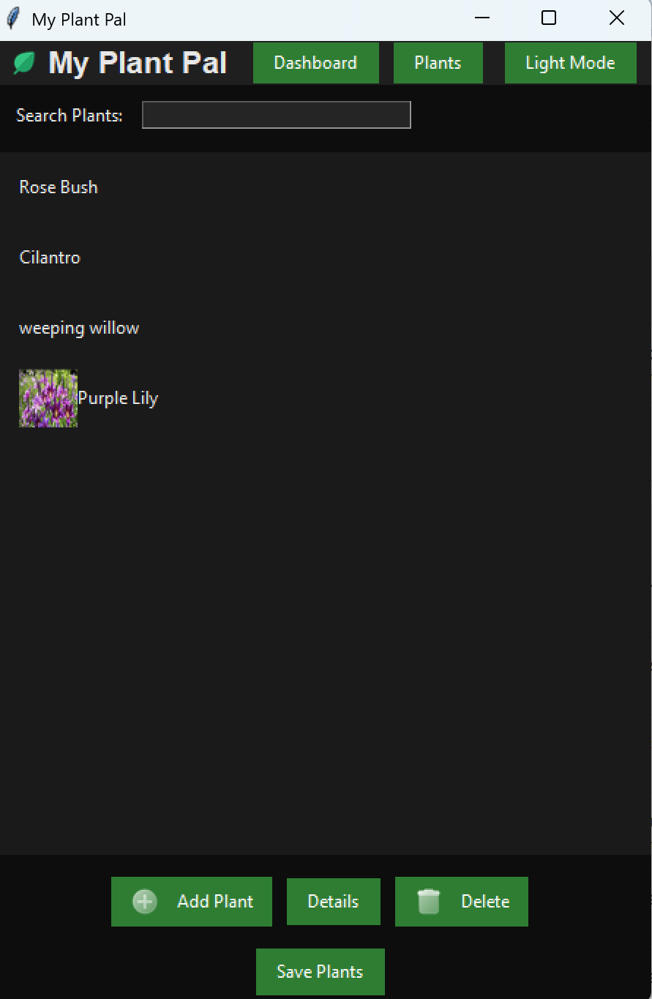 My Plant Pal
My Plant Pal Dashboard Plants Light Mode
Search Plants:
Rose Bush
Cilantro
weeping willow
Purple Lily
Add Plant Details Delete
Save Plants